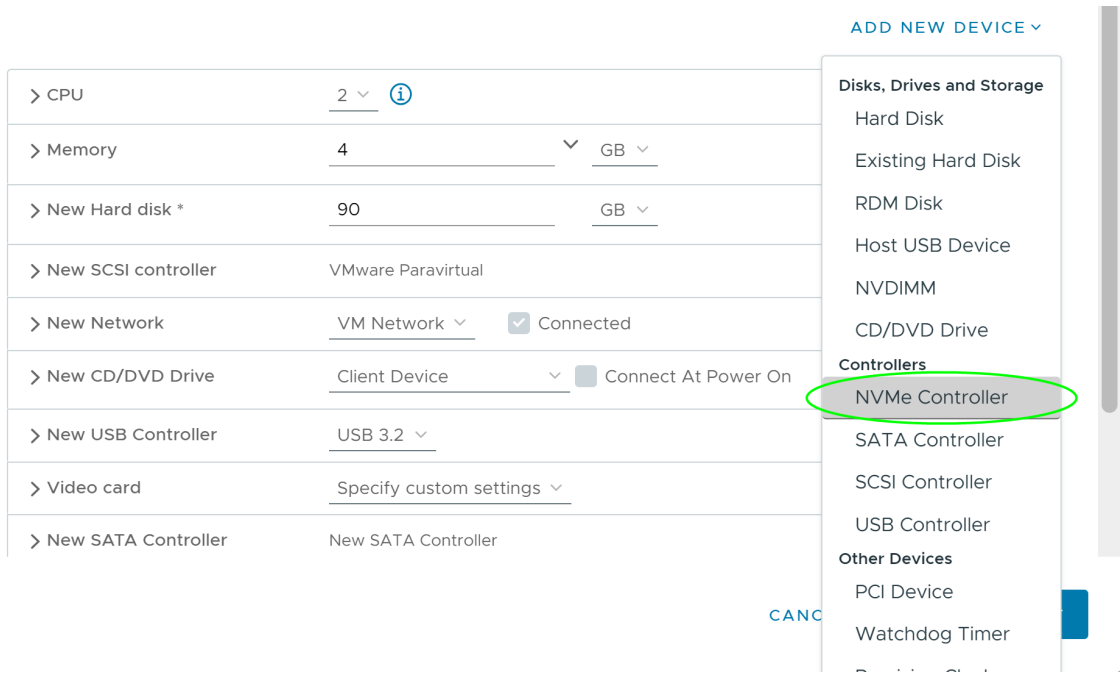 ADD NEW DEVICE
CPU 2
Memory 4 GB
New Hard disk * 90 GB
New SCSI controller VMware Paravirtual
New Network VM Network Connected
New CD/DVD Drive Client Device Connect At Power On
New USB Controller USB 3.2
Video card Specify custom settings
New SATA Controller New SATA Controller
Disks, Drives and Storage
Hard Disk
Existing Hard Disk
RDM Disk
Host USB Device
NVDIMM
CD/DVD Drive
Controllers
NVMe Controller
SATA Controller
SCSI Controller
USB Controller
Other Devices
PCI Device
Watchdog Timer
CANC